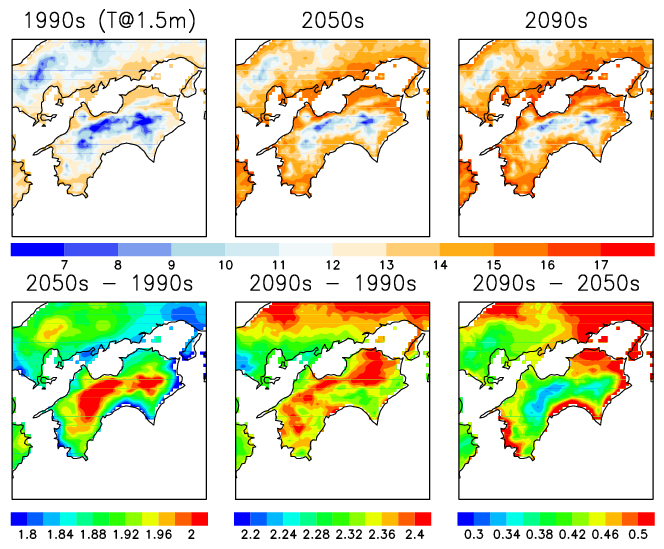 1990s (T@1.5m) 2050s 2090s
7 8 9 10 11 12 13 14 15 16 17
2050s − 1990s 2090s − 1990s 2090s − 2050s
1.8 1.84 1.88 1.92 1.96 2 2.2 2.24 2.28 2.32 2.36 2.4 0.3 0.34 0.38 0.42 0.46 0.5